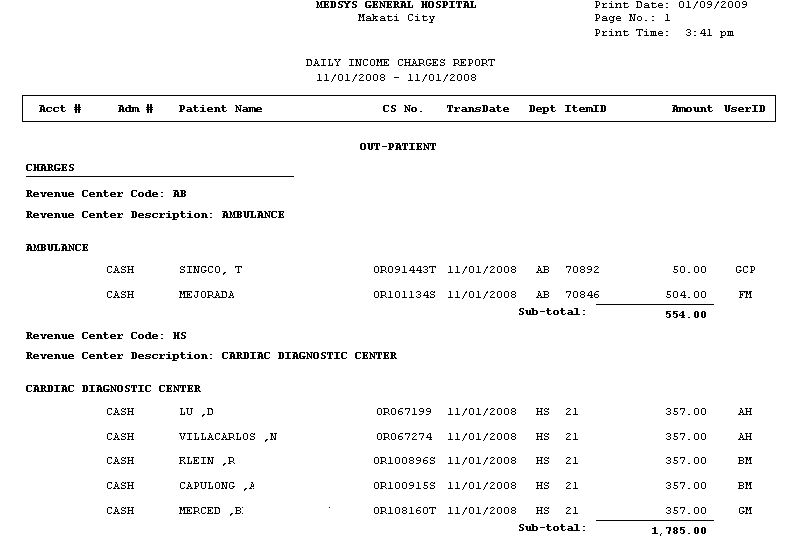 MEDSYS GENERAL HOSPITAL Print Date: 01/09/2009
Makati City Page No.: 1
Print Time: 3:41 pm
DAILY INCOME CHARGES REPORT
11/01/2008 - 11/01/2008
Acct # Adm # Patient Name CS No. TransDate Dept ItemID Amount UserID
OUT-PATIENT
CHARGES
Revenue Center Code: AB
Revenue Center Description: AMBULANCE
AMBULANCE
CASH SINGCO, T OR091443T 11/01/2008 AB 70892 50.00 GCP
CASH MEJORADA OR101134S 11/01/2008 AB 70846 504.00 FM
Sub-total: 554.00
Revenue Center Code: HS
Revenue Center Description: CARDIAC DIAGNOSTIC CENTER
CARDIAC DIAGNOSTIC CENTER
CASH LU ,D OR067199 11/01/2008 HS 21 357.00 AH
CASH VILLACARLOS ,N OR067274 11/01/2008 HS 21 357.00 AH
CASH KLEIN ,R OR100896S 11/01/2008 HS 21 357.00 BM
CASH CAPULONG ,A OR100915S 11/01/2008 HS 21 357.00 BM
CASH MERCED ,B OR108160T 11/01/2008 HS 21 357.00 GM
Sub-total: 1,785.00